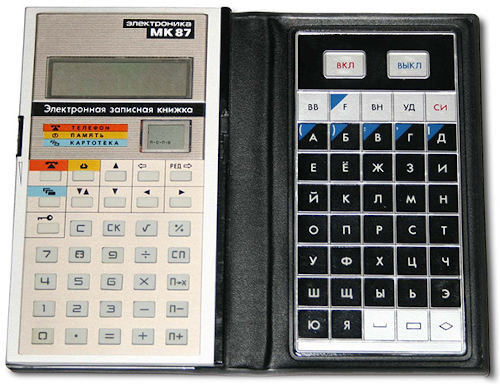 электроника
МК 87
Электронная записная книжка
ТЕЛЕФОН
ПАМЯТЬ
КАРТОТЕКА
РЕД ⇨
▼▲ ▼ ◄ ►
С СК √ %
7 8 9 ÷ СП
4 5 6 × П→х
1 2 3 − П−
0 • = + П+
ВКЛ ВЫКЛ
ВВ F ВН УД СИ
А Б В Г Д
Е Ё Ж З И
Й К Л М Н
О П Р С Т
У Ф Х Ц Ч
Ш Щ Ъ Ы Ь
Э
Ю Я